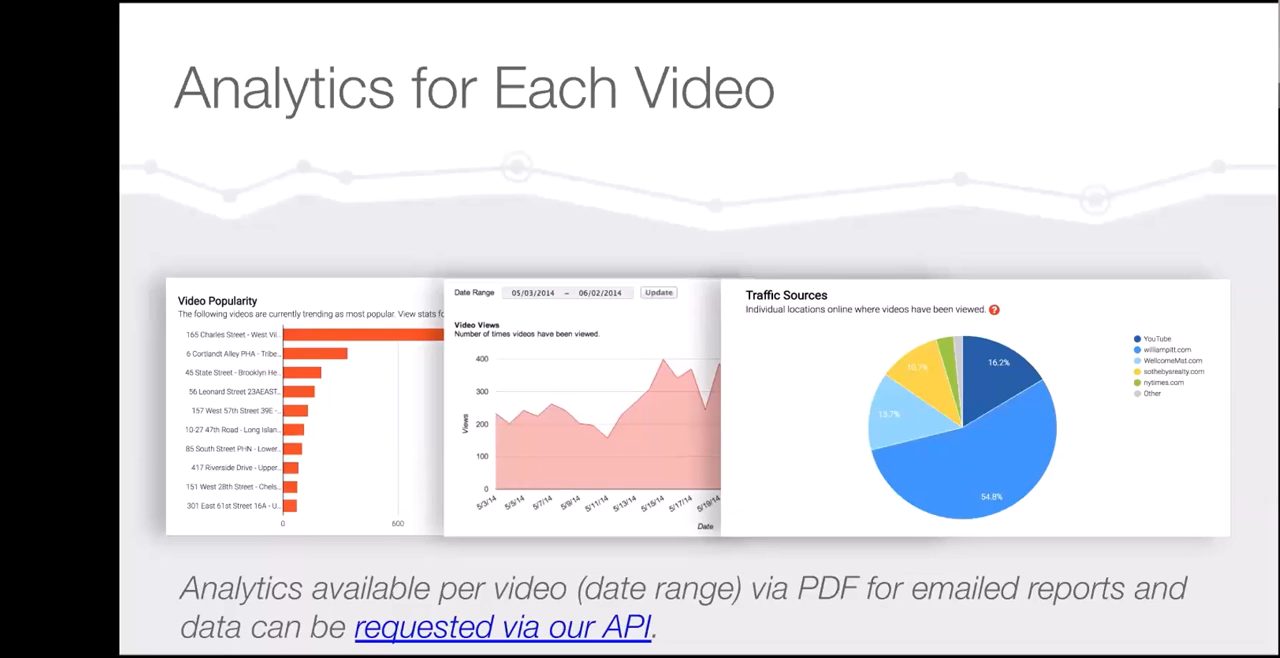 Analytics for Each Video
Video Popularity
The following videos are currently trending as most popular. View stats fo
165 Charles Street - West Vil...
6 Cortlandt Alley PHA - Tribe...
45 State Street - Brooklyn He...
56 Leonard Street 23AEAST...
157 West 57th Street 39E -...
10-27 47th Road - Long Islan...
85 South Street PHN - Lower...
417 Riverside Drive - Upper...
151 West 28th Street - Chels...
301 East 61st Street 16A - U...
0
600
Date Range 05/03/2014 – 06/02/2014 Update
Video Views
Number of times videos have been viewed.
400
300
200
100
0
Views
5/3/14 5/5/14 5/7/14 5/9/14 5/11/14 5/13/14 5/15/14 5/17/14 5/19/14
Date
Traffic Sources
Individual locations online where videos have been viewed. ?
16.2%
54.8%
13.7%
10.1%
YouTube
williampitt.com
WellcomeMat.com
sothebysrealty.com
nytimes.com
Other
Analytics available per video (date range) via PDF for emailed reports and
data can be requested via our API.